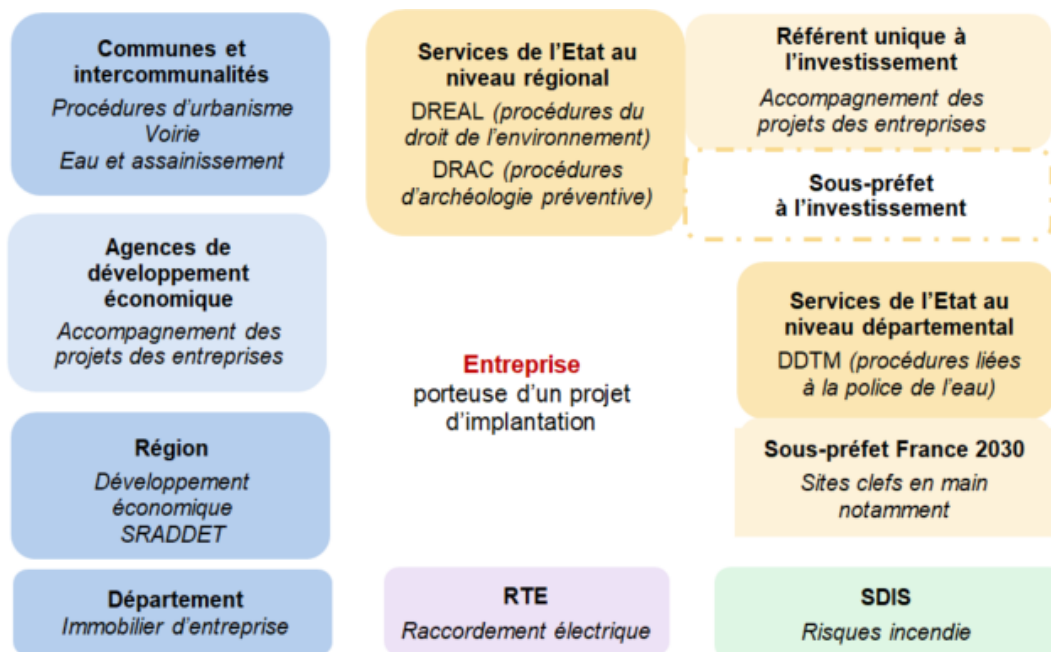 Communes et
intercommunalités
Procédures d'urbanisme
Voirie
Eau et assainissement
Services de l'Etat au
niveau régional
DREAL (procédures du
droit de l'environnement)
DRAC (procédures
d'archéologie préventive)
Référent unique à
l'investissement
Accompagnement des
projets des entreprises
Sous-préfet
à l'investissement
Agences de
développement
économique
Accompagnement des
projets des entreprises
Entreprise
porteuse d'un projet
d'implantation
Services de l'Etat au
niveau départemental
DDTM (procédures liées
à la police de l'eau)
Région
Développement
économique
SRADDET
Sous-préfet France 2030
Sites clefs en main
notamment
Département
Immobilier d'entreprise
RTE
Raccordement électrique
SDIS
Risques incendie